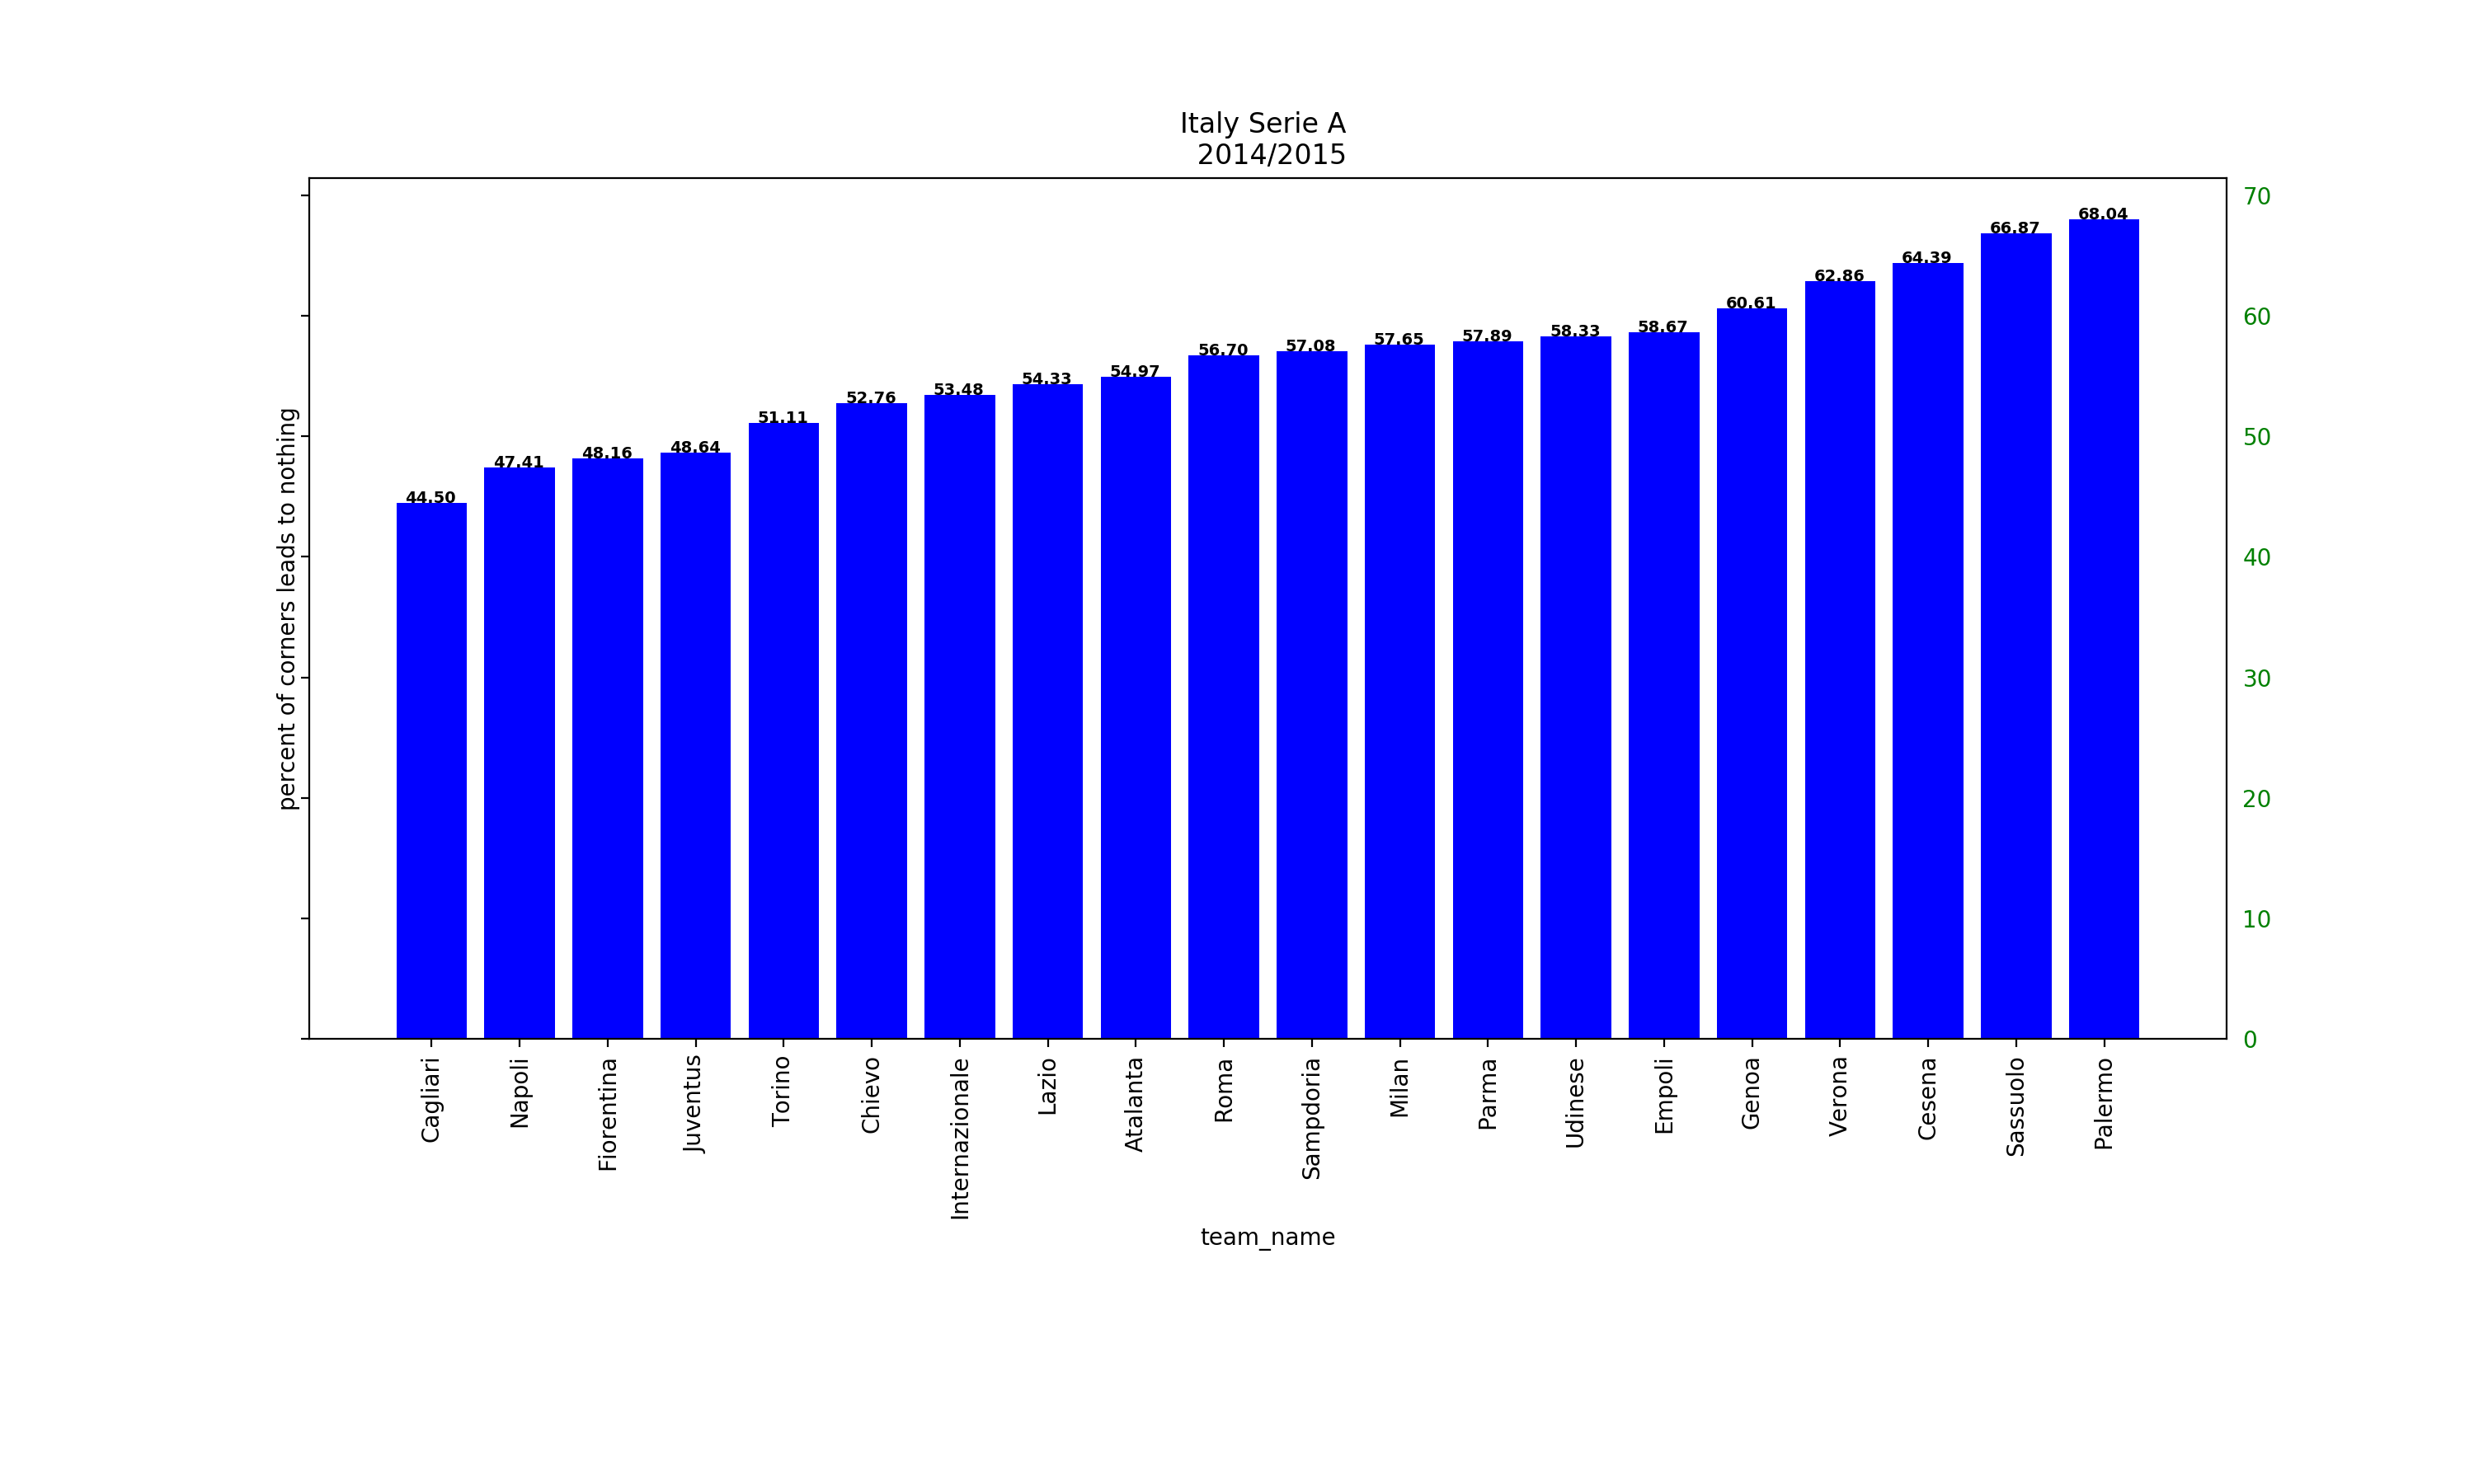 Italy Serie A
2014/2015
percent of corners leads to nothing
70
60
50
40
30
20
10
0
44.50
47.41
48.16
48.64
51.11
52.76
53.48
54.33
54.97
56.70
57.08
57.65
57.89
58.33
58.67
60.61
62.86
64.39
66.87
68.04
Cagliari
Napoli
Fiorentina
Juventus
Torino
Chievo
Internazionale
Lazio
Atalanta
Roma
Sampdoria
Milan
Parma
Udinese
Empoli
Genoa
Verona
Cesena
Sassuolo
Palermo
team_name